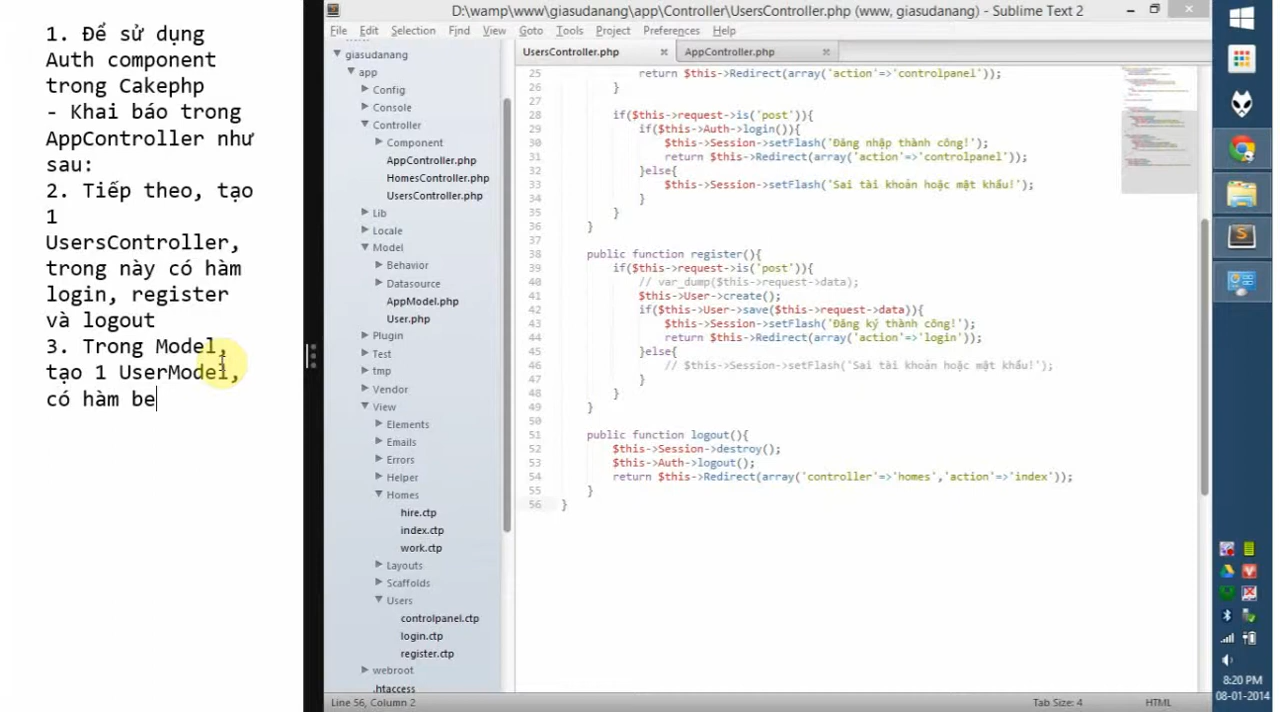 1. Để sử dụng
Auth component
trong Cakephp
- Khai báo trong
AppController như
sau:
2. Tiếp theo, tạo
1
UsersController,
trong này có hàm
login, register
và logout
3. Trong Model,
tạo 1 UserModel,
có hàm be
D:\wamp\www\giasudanang\app\Controller\UsersController.php (www, giasudanang) - Sublime Text 2
File Edit Selection Find View Goto Tools Project Preferences Help
giasudanang
app
Config
Console
Controller
Component
AppController.php
HomesController.php
UsersController.php
Lib
Locale
Model
Behavior
Datasource
AppModel.php
User.php
Plugin
Test
tmp
Vendor
View
Elements
Emails
Errors
Helper
Homes
hire.ctp
index.ctp
work.ctp
Layouts
Scaffolds
Users
controlpanel.ctp
login.ctp
register.ctp
webroot
.htaccess
UsersController.php AppController.php
25 return $this->Redirect(array('action'=>'controlpanel'));
26 }
27
28 if($this->request->is('post')){
29 if($this->Auth->login()){
30 $this->Session->setFlash('Đăng nhập thành công!');
31 return $this->Redirect(array('action'=>'controlpanel'));
32 }else{
33 $this->Session->setFlash('Sai tài khoản hoặc mật khẩu!');
34 }
35 }
36 }
37
38 public function register(){
39 if($this->request->is('post')){
40 // var_dump($this->request->data);
41 $this->User->create();
42 if($this->User->save($this->request->data)){
43 $this->Session->setFlash('Đăng ký thành công!');
44 return $this->Redirect(array('action'=>'login'));
45 }else{
46 // $this->Session->setFlash('Sai tài khoản hoặc mật khẩu!');
47 }
48 }
49 }
50
51 public function logout(){
52 $this->Session->destroy();
53 $this->Auth->logout();
54 return $this->Redirect(array('controller'=>'homes','action'=>'index'));
55 }
56 }
Line 56, Column 2 Tab Size: 4 HTML
8:20 PM
08-01-2014